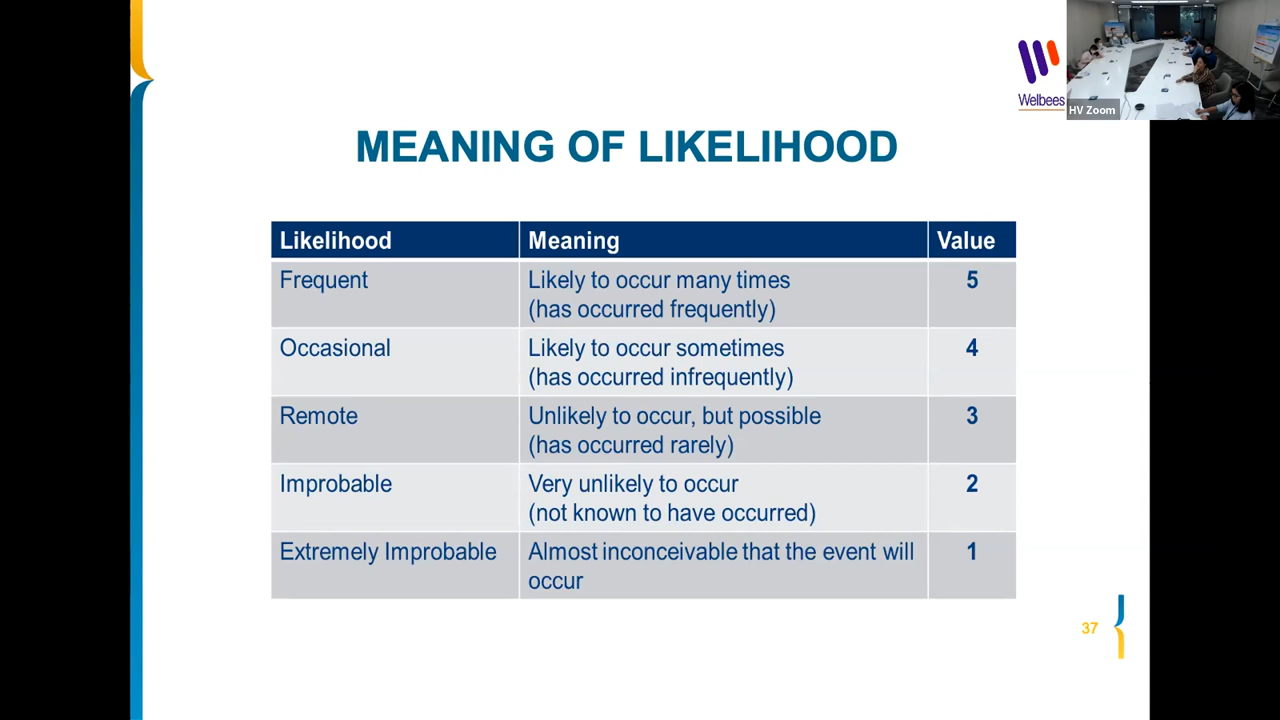 Welbees
HV Zoom
MEANING OF LIKELIHOOD
Likelihood Meaning Value
Frequent Likely to occur many times 5
(has occurred frequently)
Occasional Likely to occur sometimes 4
(has occurred infrequently)
Remote Unlikely to occur, but possible 3
(has occurred rarely)
Improbable Very unlikely to occur 2
(not known to have occurred)
Extremely Improbable Almost inconceivable that the event will 1
occur
37